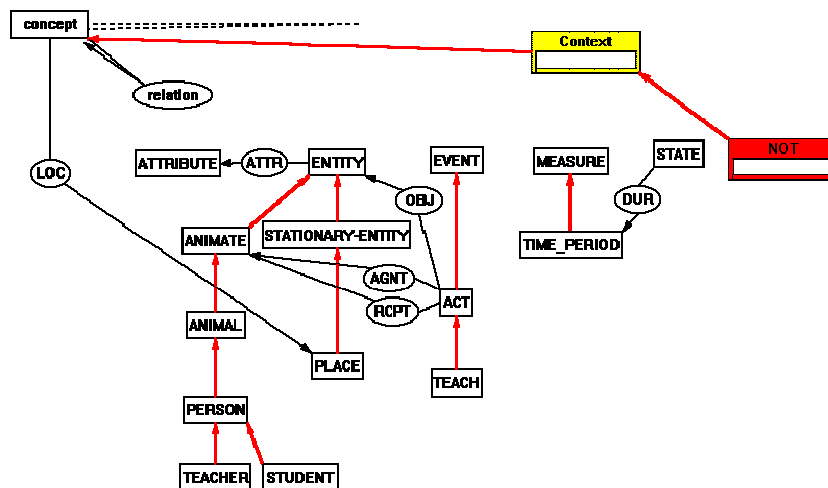 concept
Context
relation
NOT
ATTRIBUTE
ATTR
ENTITY
EVENT
MEASURE
STATE
LOC
OBJ
DUR
ANIMATE
STATIONARY-ENTITY
TIME_PERIOD
AGNT
RCPT
ACT
ANIMAL
PLACE
TEACH
PERSON
TEACHER
STUDENT